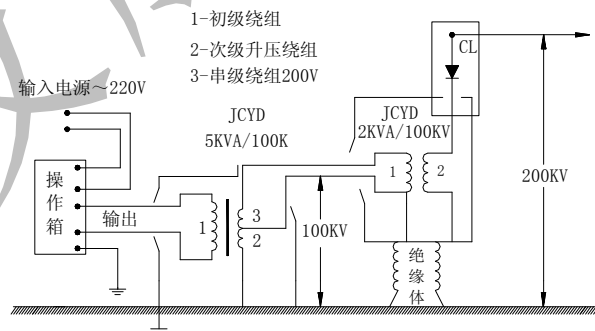 1-初级绕组
2-次级升压绕组
3-串级绕组200V
CL
输入电源～220V
JCYD
5KVA/100K
JCYD
2KVA/100KV
操作箱
输出
1
3
2
1
2
100KV
200KV
绝缘体